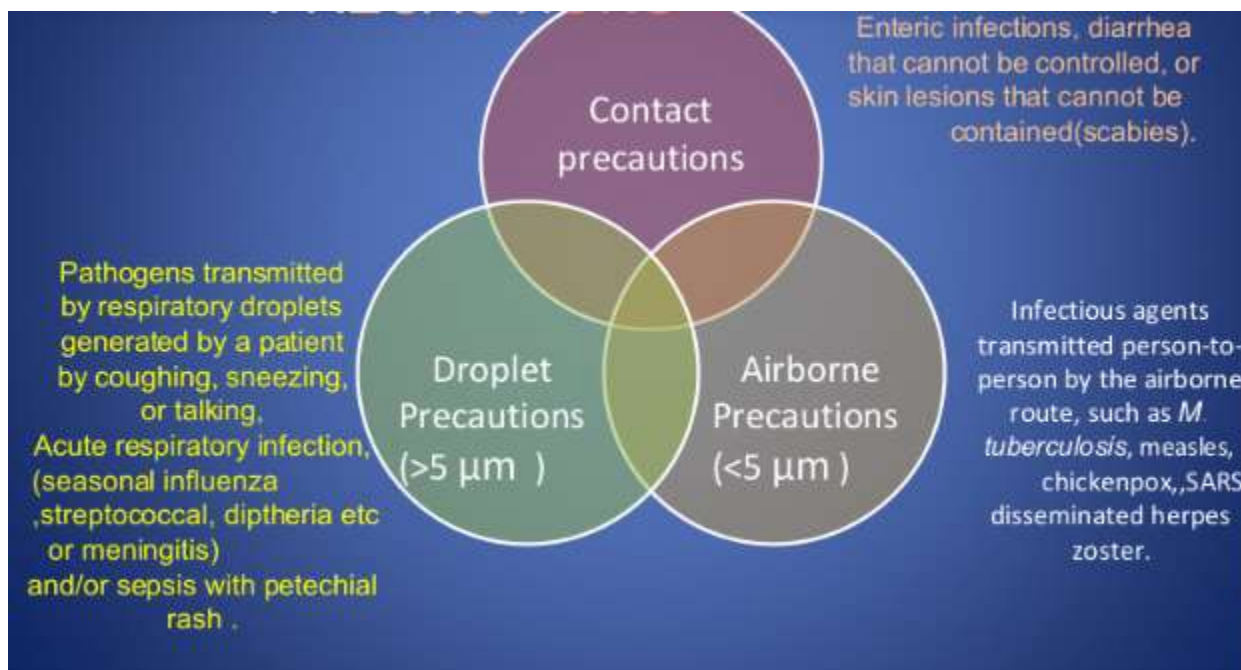 Enteric infections, diarrhea
that cannot be controlled, or
skin lesions that cannot be
contained(scabies).
Contact
precautions
Pathogens transmitted
by respiratory droplets
generated by a patient
by coughing, sneezing,
or talking,
Acute respiratory infection,
(seasonal influenza
,streptococcal, diptheria etc
or meningitis)
and/or sepsis with petechial
rash .
Droplet
Precautions
(>5 μm )
Airborne
Precautions
(<5 μm )
Infectious agents
transmitted person-to-
person by the airborne
route, such as M.
tuberculosis, measles,
chickenpox,,SARS
disseminated herpes
zoster.